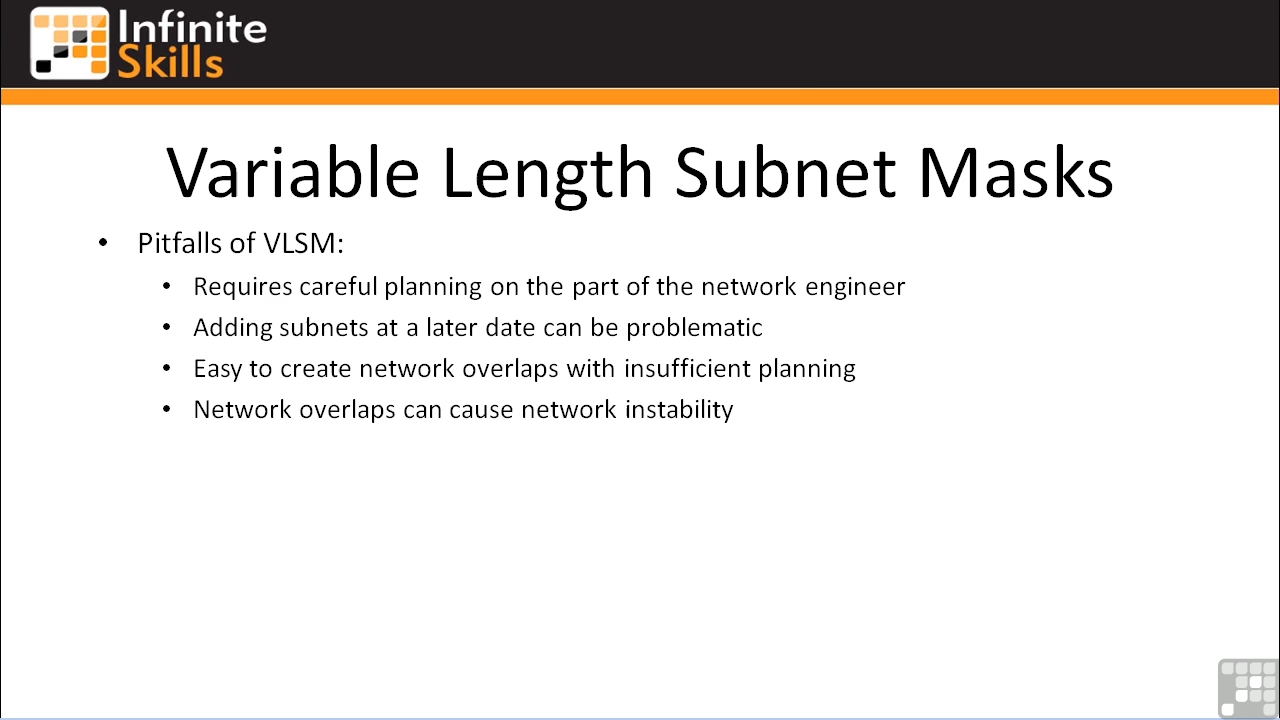 Infinite
Skills
Variable Length Subnet Masks
• Pitfalls of VLSM:
• Requires careful planning on the part of the network engineer
• Adding subnets at a later date can be problematic
• Easy to create network overlaps with insufficient planning
• Network overlaps can cause network instability